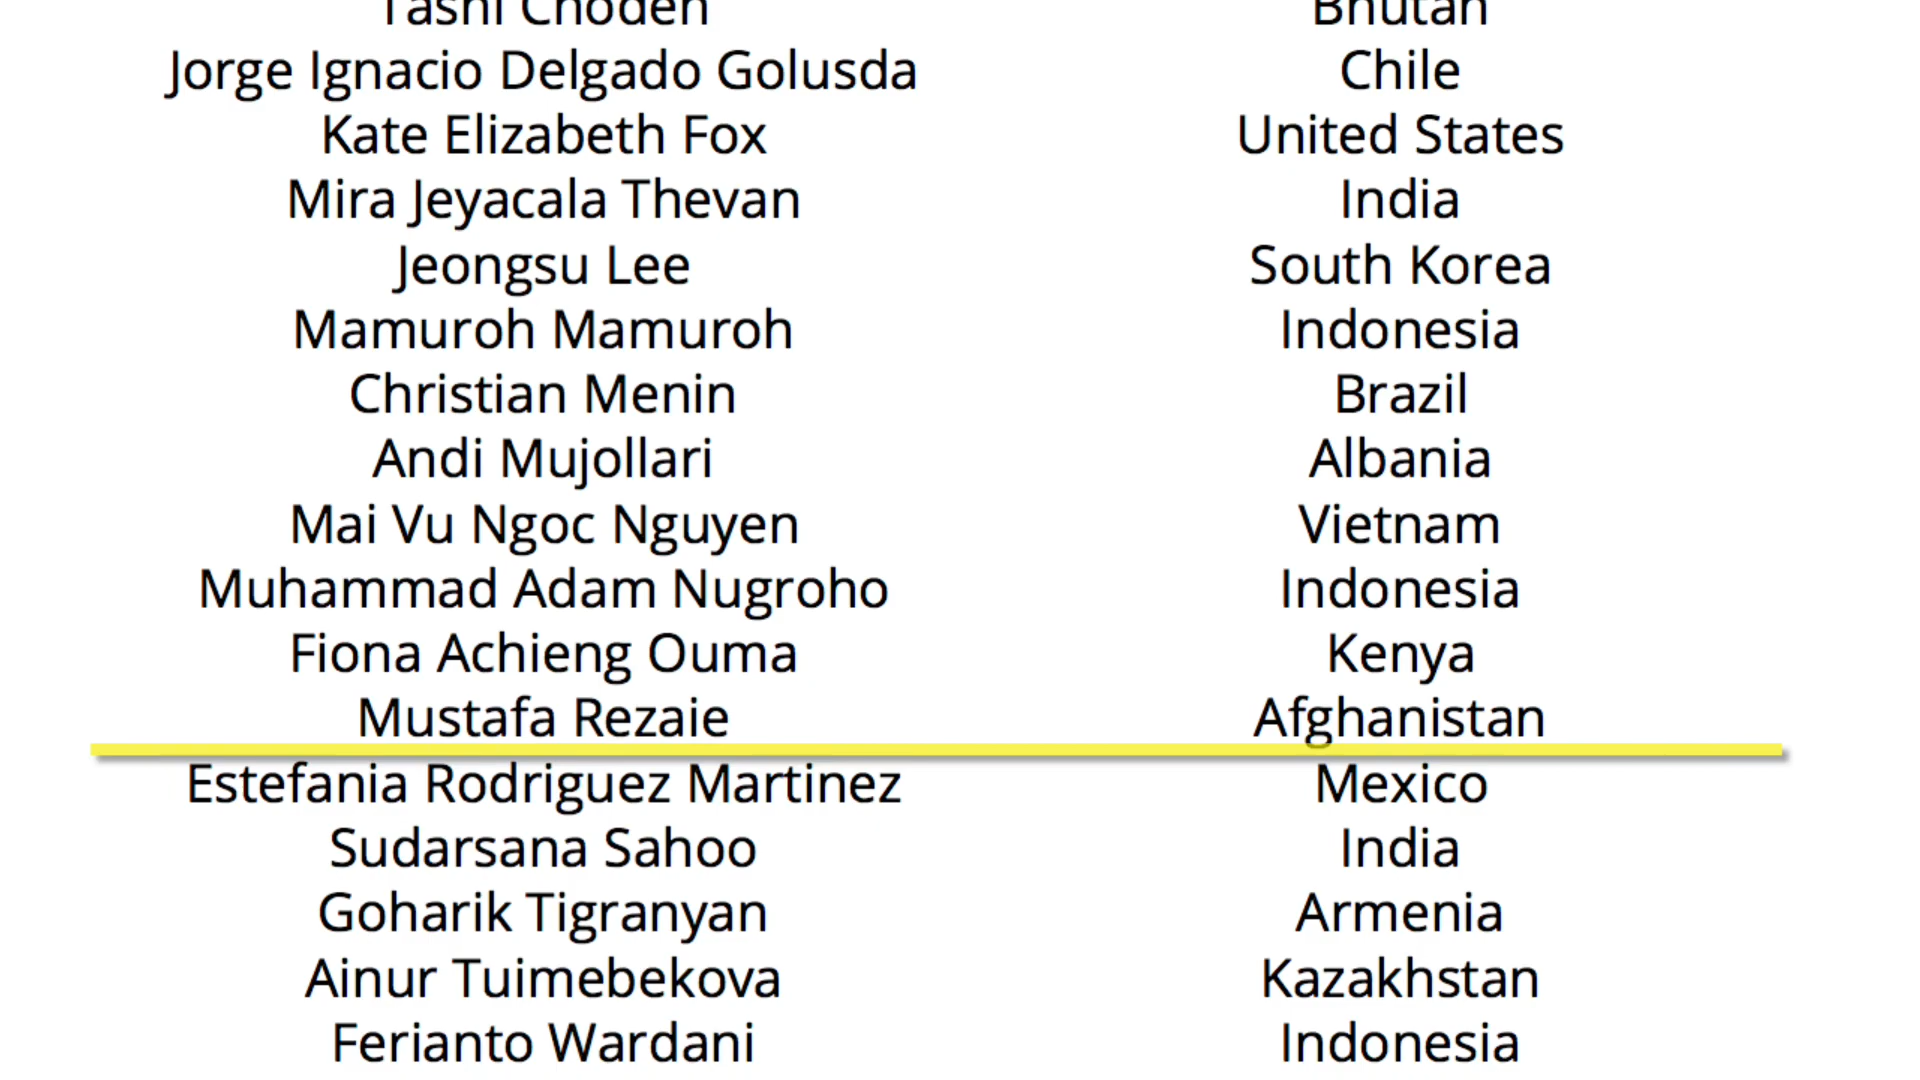 Tashi Choden Bhutan
Jorge Ignacio Delgado Golusda Chile
Kate Elizabeth Fox United States
Mira Jeyacala Thevan India
Jeongsu Lee South Korea
Mamuroh Mamuroh Indonesia
Christian Menin Brazil
Andi Mujollari Albania
Mai Vu Ngoc Nguyen Vietnam
Muhammad Adam Nugroho Indonesia
Fiona Achieng Ouma Kenya
Mustafa Rezaie Afghanistan
Estefania Rodriguez Martinez Mexico
Sudarsana Sahoo India
Goharik Tigranyan Armenia
Ainur Tuimebekova Kazakhstan
Ferianto Wardani Indonesia